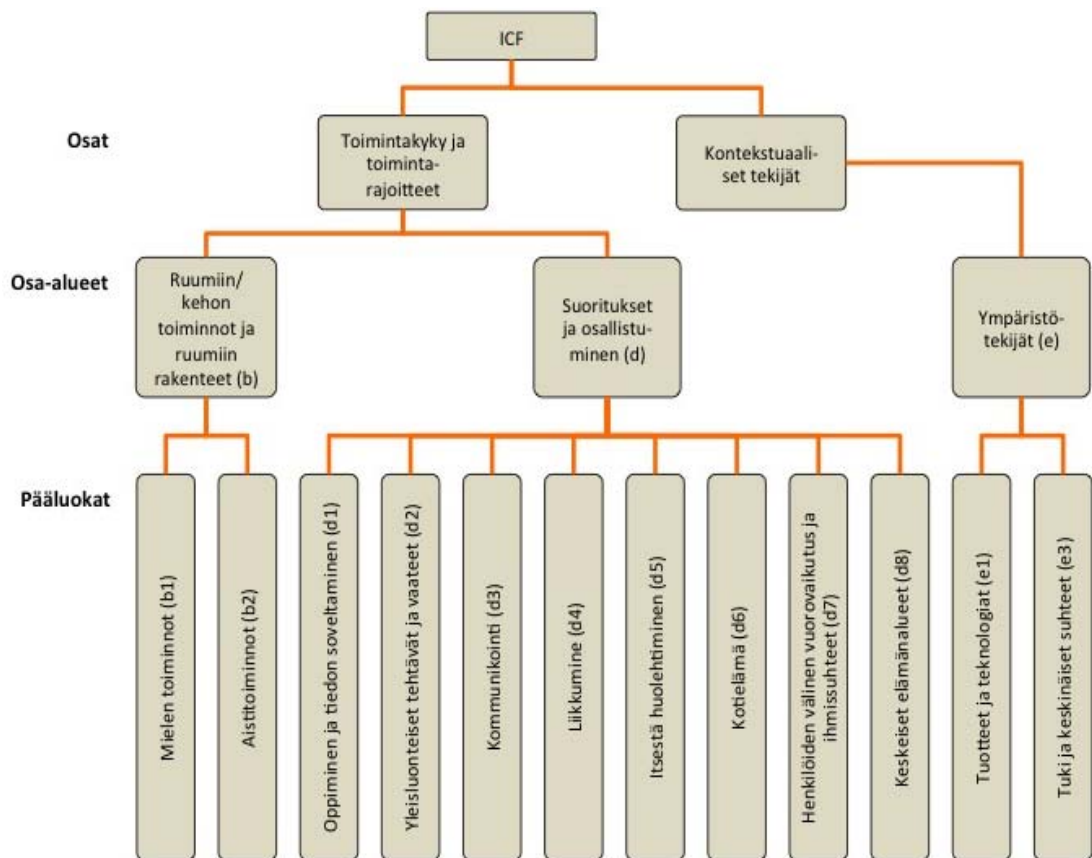 ICF
Osat
Toimintakyky ja
toiminta-
rajoitteet
Kontekstuaali-
set tekijät
Osa-alueet
Ruumiin/
kehon
toiminnot ja
ruumiin
rakenteet (b)
Suoritukset
ja osallistu-
minen (d)
Ympäristö-
tekijät (e)
Pääluokat
Mielen toiminnot (b1)
Aistitoiminnot (b2)
Oppiminen ja tiedon soveltaminen (d1)
Yleisluonteiset tehtävät ja vaateet (d2)
Kommunikointi (d3)
Liikkumine (d4)
Itsestä huolehtiminen (d5)
Kotielämä (d6)
Henkilöiden välinen vuorovaikutus ja
ihmissuhteet (d7)
Keskeiset elämänalueet (d8)
Tuotteet ja teknologiat (e1)
Tuki ja keskinäiset suhteet (e3)